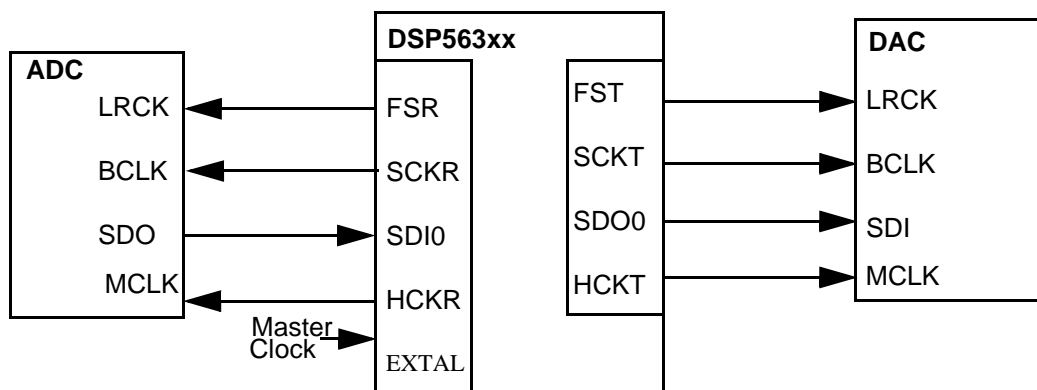 DSP563xx
DAC
ADC
LRCK
FSR
FST
LRCK
BCLK
SCKR
SCKT
BCLK
SDO
SDI0
SDO0
SDI
MCLK
HCKR
HCKT
MCLK
Master
Clock
EXTAL